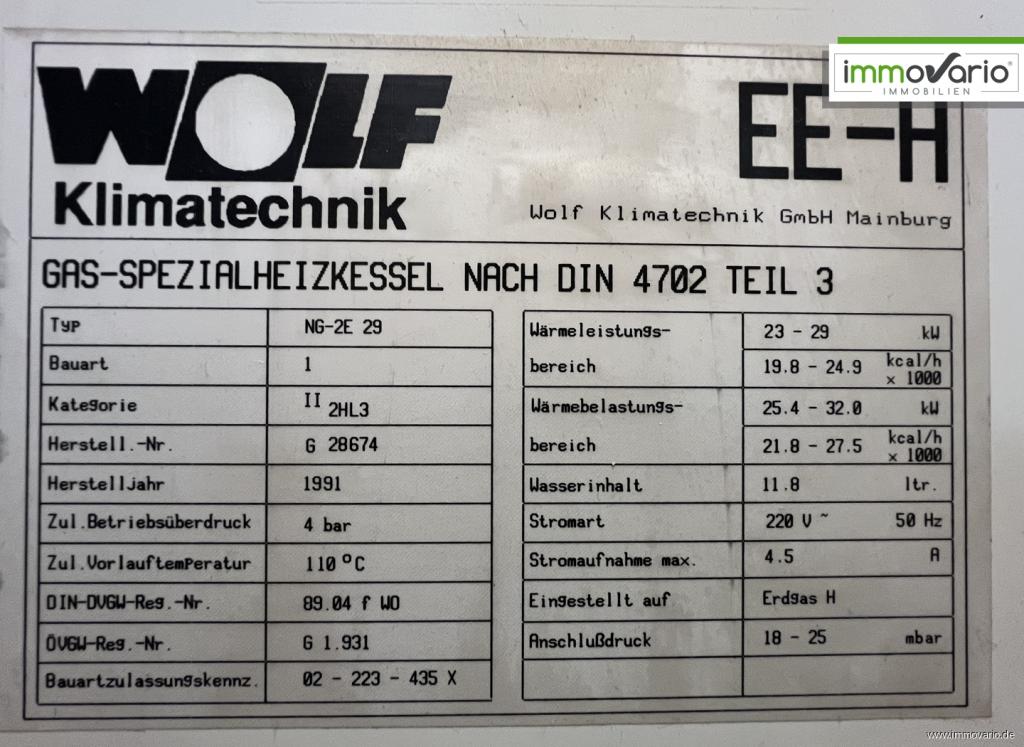 WOLF
Klimatechnik
EE-H
Wolf Klimatechnik GmbH Mainburg
immovario®
IMMOBILIEN
GAS-SPEZIALHEIZKESSEL NACH DIN 4702 TEIL 3
Typ NG-2E 29
Bauart 1
Kategorie II 2HL3
Herstell.-Nr. G 28674
Herstelljahr 1991
Zul.Betriebsüberdruck 4 bar
Zul.Vorlauftemperatur 110 °C
DIN-DVGW-Reg.-Nr. 89.04 f WO
ÖVGW-Reg.-Nr. G 1.931
Bauartzulassungskennz. 02 - 223 - 435 X
Wärmeleistungs- 23 - 29 kW
bereich 19.8 - 24.9 kcal/h x 1000
Wärmebelastungs- 25.4 - 32.0 kW
bereich 21.8 - 27.5 kcal/h x 1000
Wasserinhalt 11.8 ltr.
Stromart 220 V ~ 50 Hz
Stromaufnahme max. 4.5 A
Eingestellt auf Erdgas H
Anschlußdruck 18 - 25 mbar
www.immovario.de